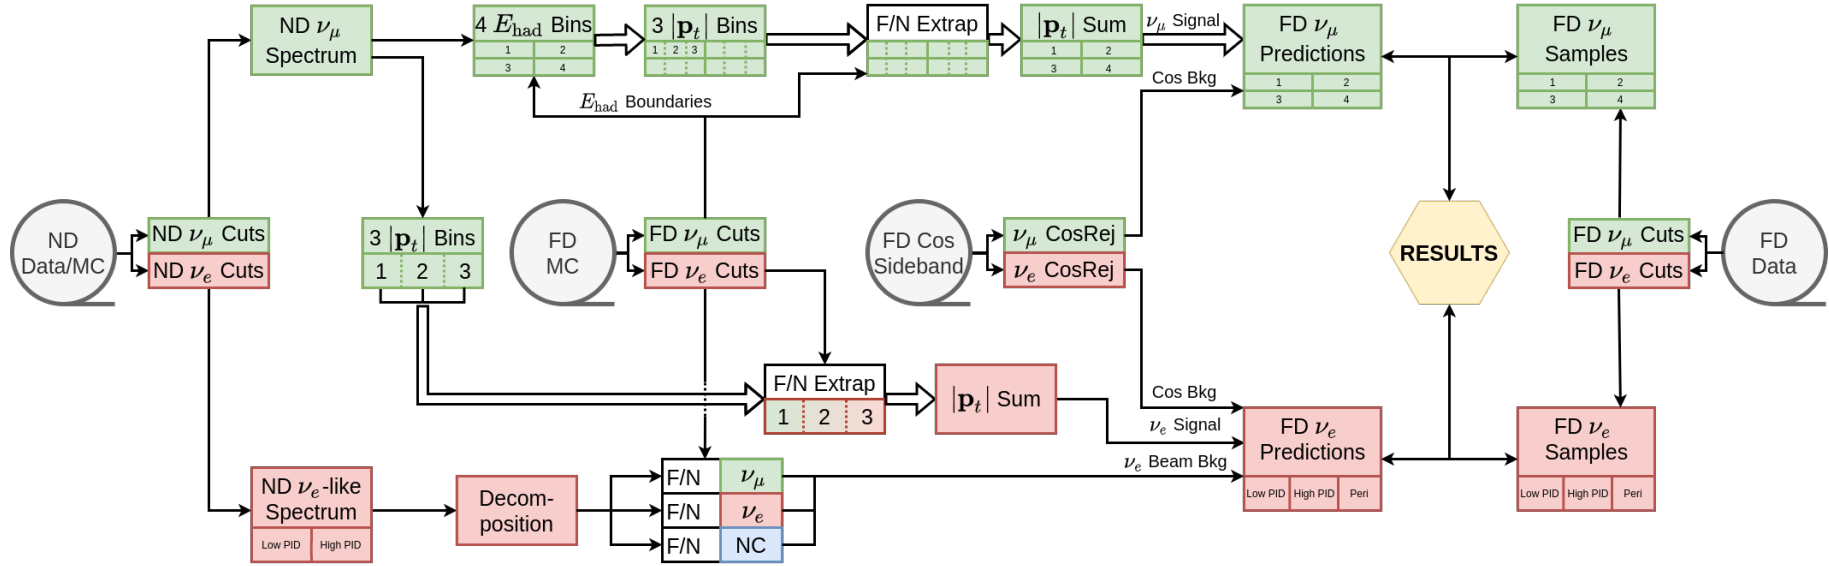 ND νμ
Spectrum
4 Ehad Bins
1 2
3 4
3 |pt| Bins
1 2 3
F/N Extrap
|pt| Sum
1 2
3 4
νμ Signal
Cos Bkg
FD νμ
Predictions
1 2
3 4
FD νμ
Samples
1 2
3 4
Ehad Boundaries
ND
Data/MC
ND νμ Cuts
ND νe Cuts
3 |pt| Bins
1 2 3
FD
MC
FD νμ Cuts
FD νe Cuts
FD Cos
Sideband
νμ CosRej
νe CosRej
RESULTS
FD νμ Cuts
FD νe Cuts
FD
Data
F/N Extrap
1 2 3
|pt| Sum
Cos Bkg
νe Signal
νe Beam Bkg
FD νe
Predictions
Low PID High PID Peri
FD νe
Samples
Low PID High PID Peri
ND νe-like
Spectrum
Low PID High PID
Decom-
position
F/N νμ
F/N νe
F/N NC